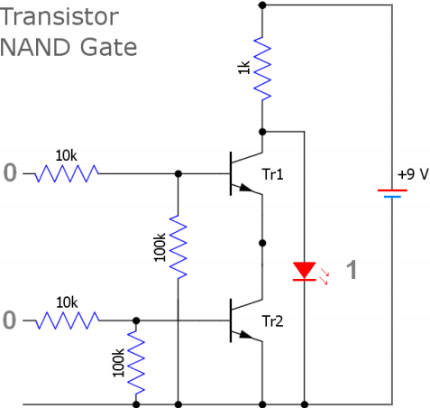 Transistor
NAND Gate
1k
10k
0
Tr1
+9 V
100k
1
10k
0
Tr2
100k